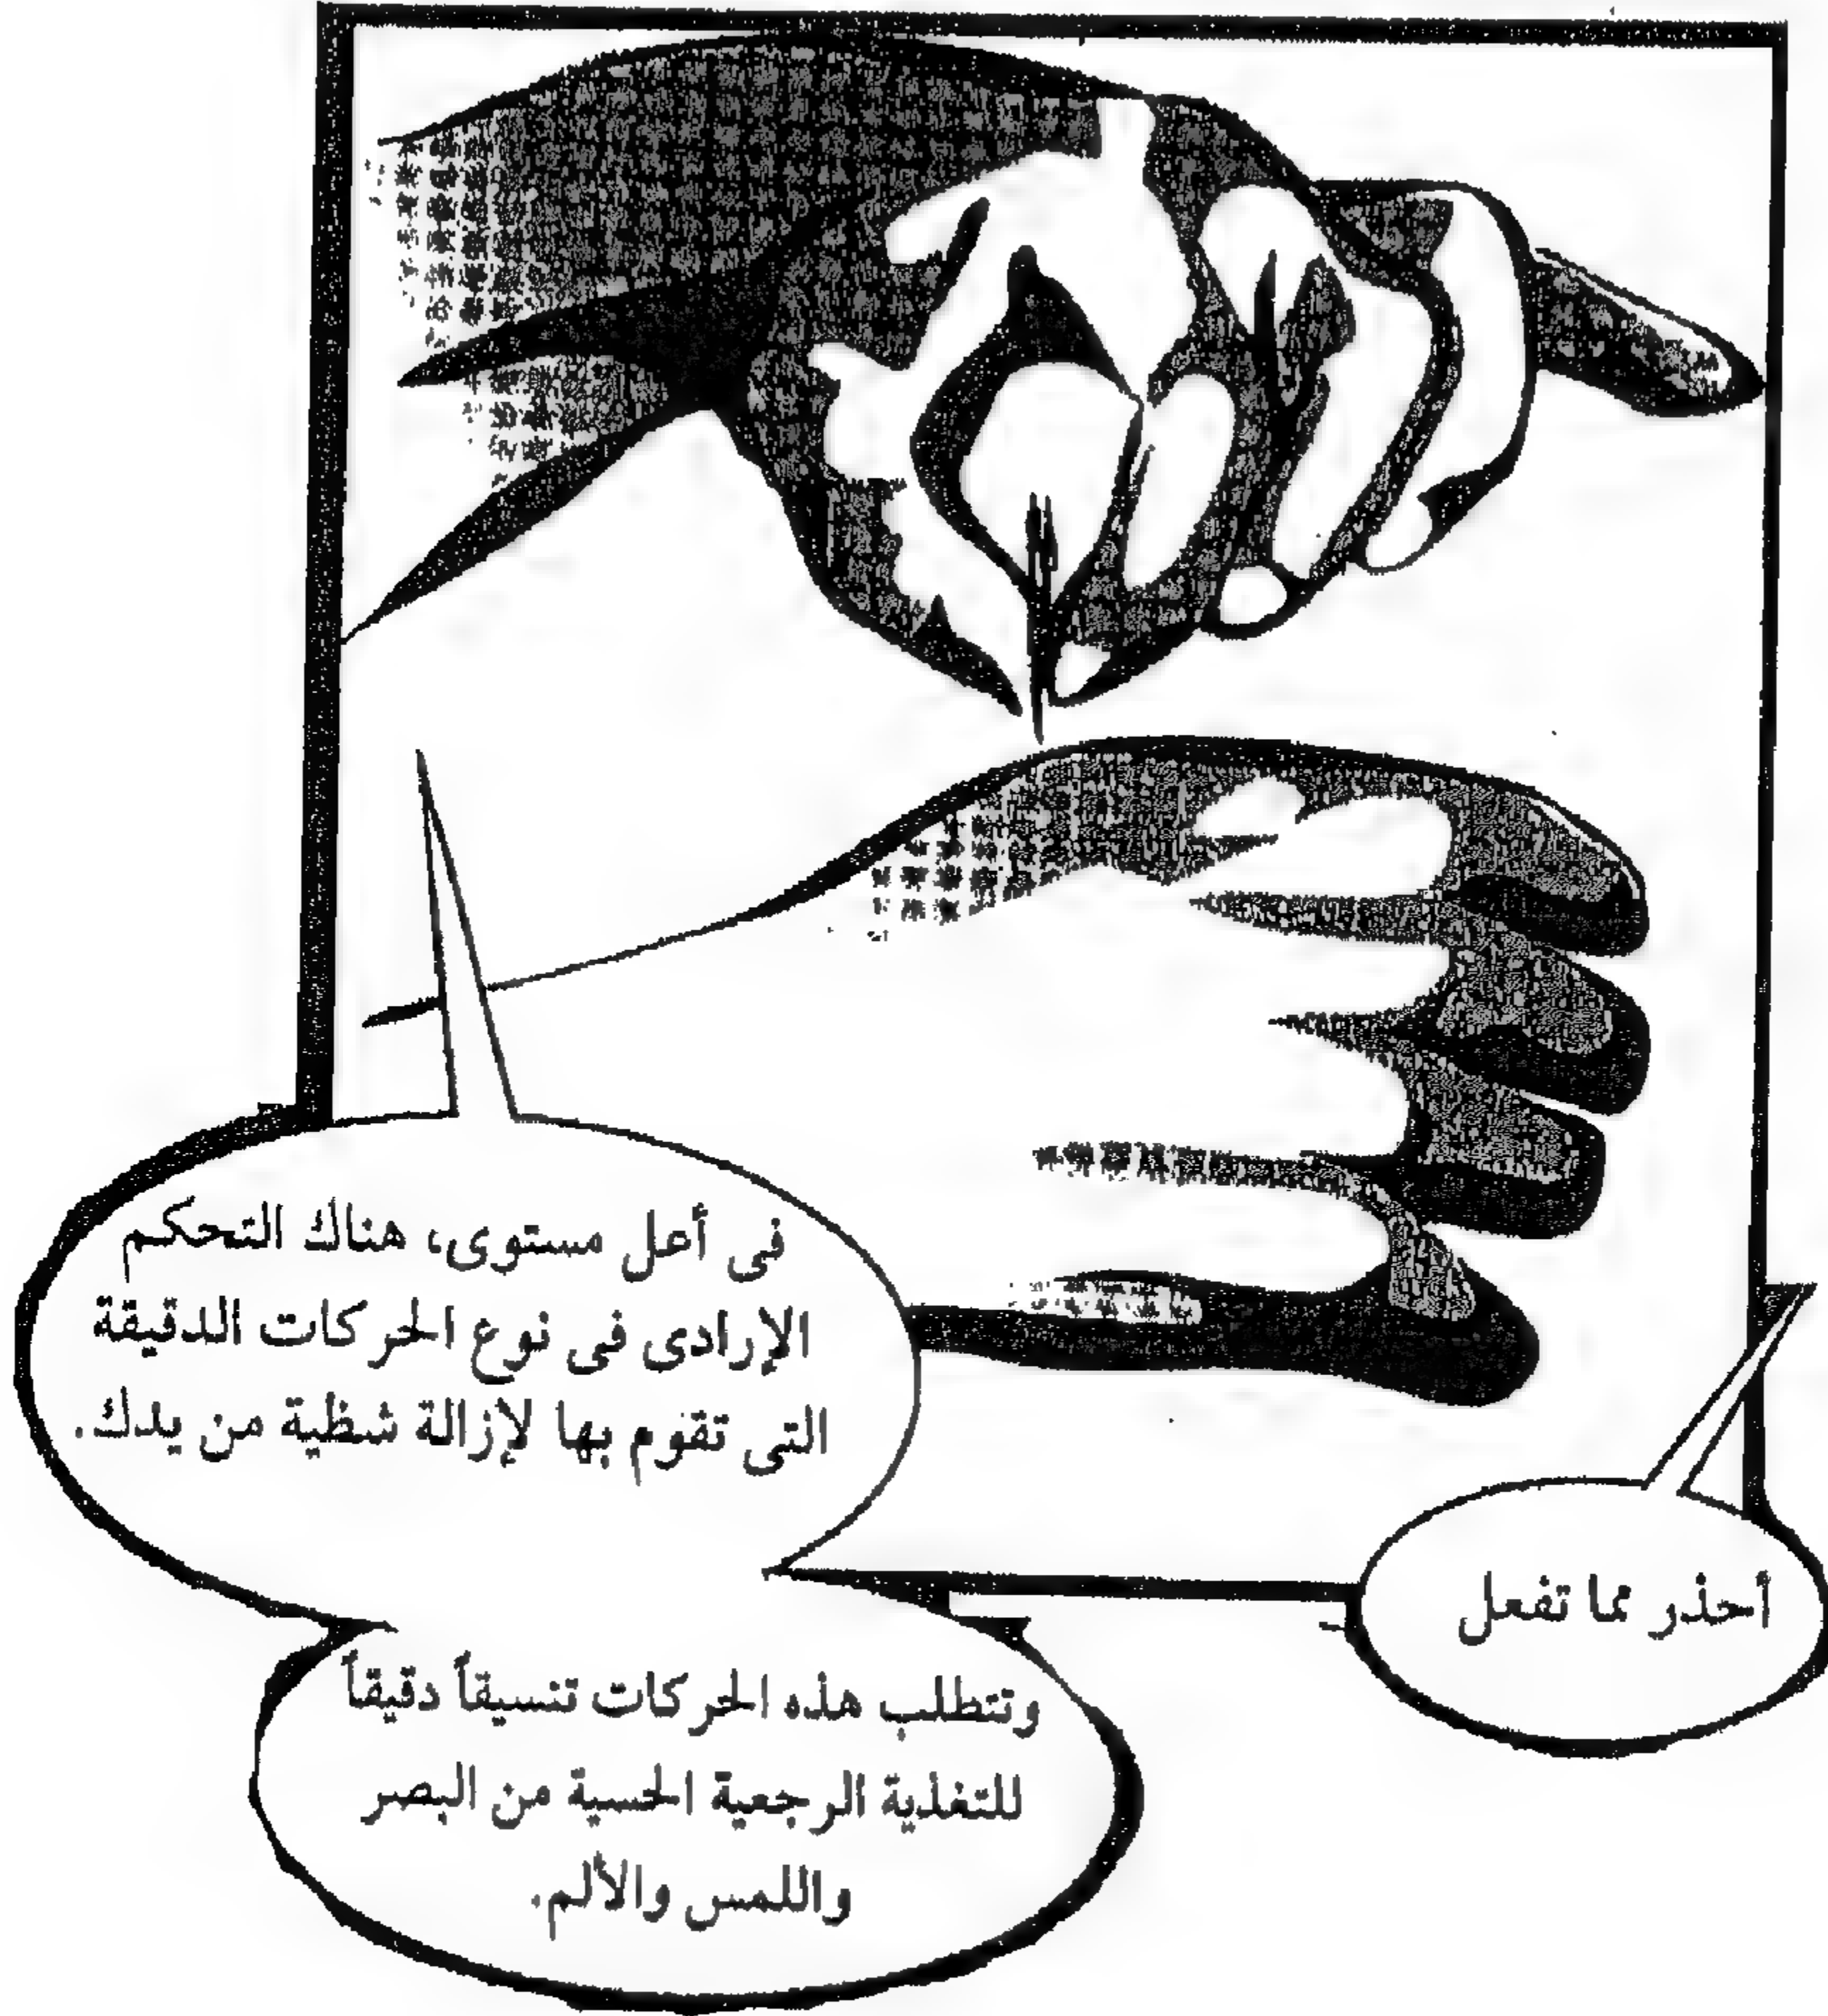 فى أعل مستوى، هناك التحكم
الإرادى فى نوع الحركات الدقيقة
التى تقوم بها لإزالة شظية من يدك.
وتتطلب هذه الحركات تنسيقاً دقيقاً
للتغذية الرجعية الحسية من البصر
واللمس والألم.
أحذر مما تفعل